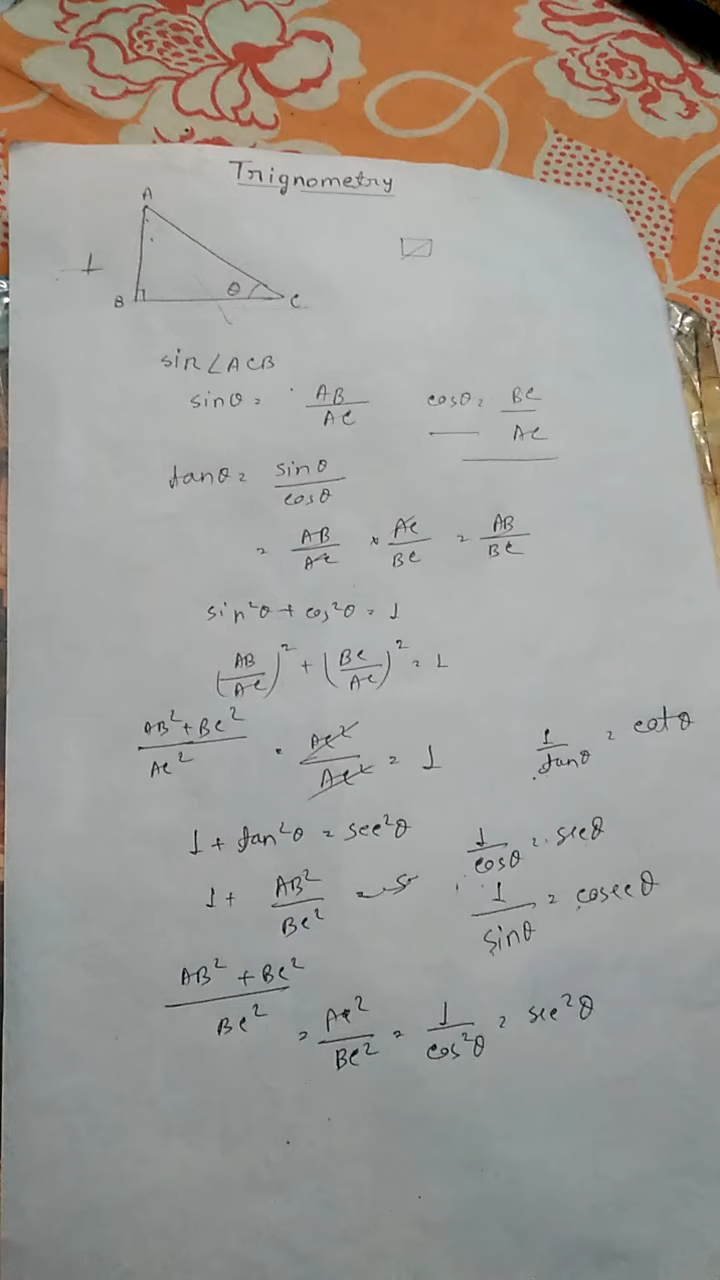 Trignometry
A
⊥
B θ C
sin ∠ACB
sinθ = AB/AC cosθ = BC/AC
tanθ = sinθ/cosθ
= AB/AC × AC/BC = AB/BC
sin²θ + cos²θ = 1
(AB/AC)² + (BC/AC)² = 1
AB² + BC²/AC² = AC²/AC² = 1 1/tanθ = cotθ
1 + tan²θ = sec²θ 1/cosθ = secθ
1 + AB²/BC² = 1/sinθ = cosecθ
AB² + BC²/BC² = AC²/BC² = 1/cos²θ = sec²θ